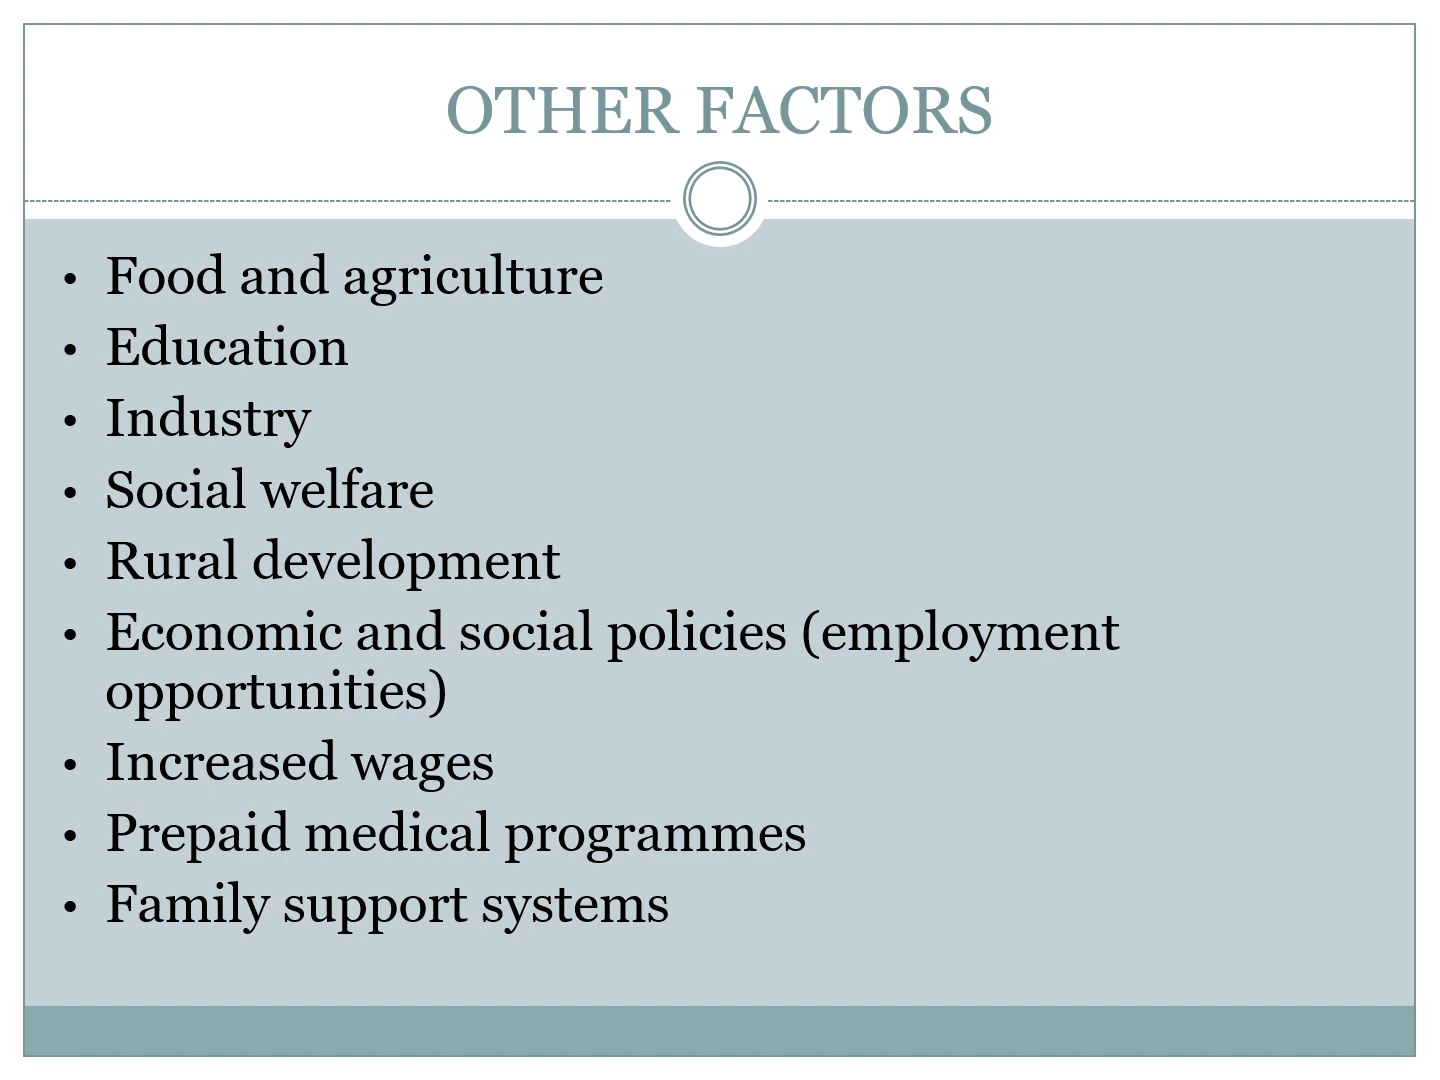 OTHER FACTORS
• Food and agriculture
• Education
• Industry
• Social welfare
• Rural development
• Economic and social policies (employment
opportunities)
• Increased wages
• Prepaid medical programmes
• Family support systems